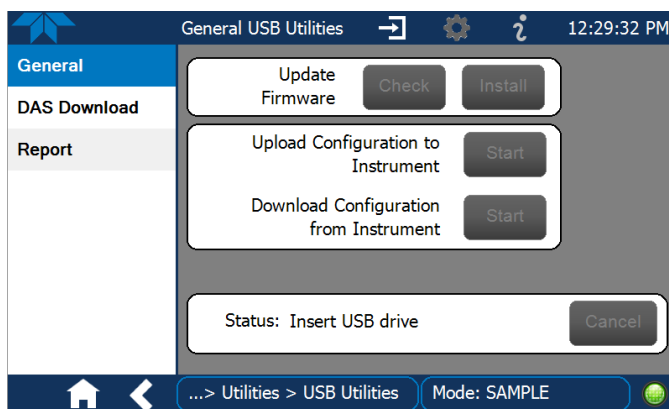 General USB Utilities
12:29:32 PM
General
DAS Download
Report
Update
Firmware
Check
Install
Upload Configuration to
Instrument
Start
Download Configuration
from Instrument
Start
Status: Insert USB drive
Cancel
...> Utilities > USB Utilities
Mode: SAMPLE